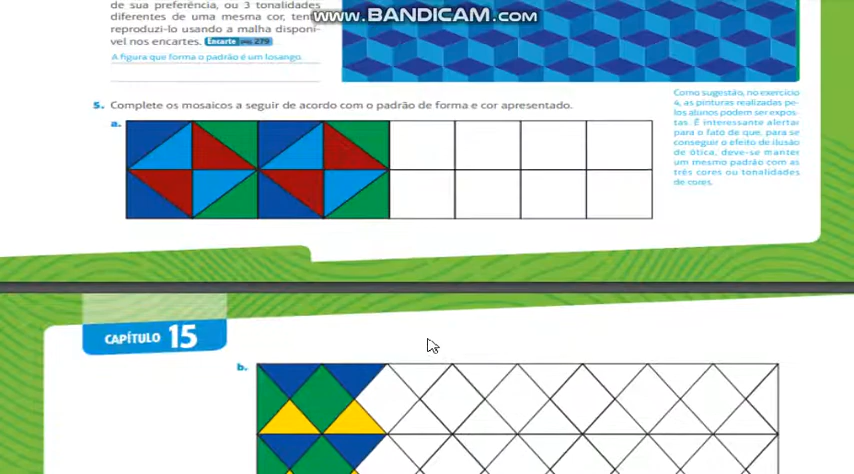 www.BANDICAM.com
de sua preferência, ou 3 tonalidades
diferentes de uma mesma cor, tente
reproduzi-lo usando a malha disponí-
vel nos encartes. Encarte pág. 279
A figura que forma o padrão é um losango.
5. Complete os mosaicos a seguir de acordo com o padrão de forma e cor apresentado.
a.
Como sugestão, no exercício
4, as pinturas realizadas pe-
los alunos podem ser expos-
tas. É interessante alertar
para o fato de que, para se
conseguir o efeito de ilusão
de ótica, deve-se manter
um mesmo padrão com as
três cores ou tonalidades
de cores.
CAPÍTULO 15
b.